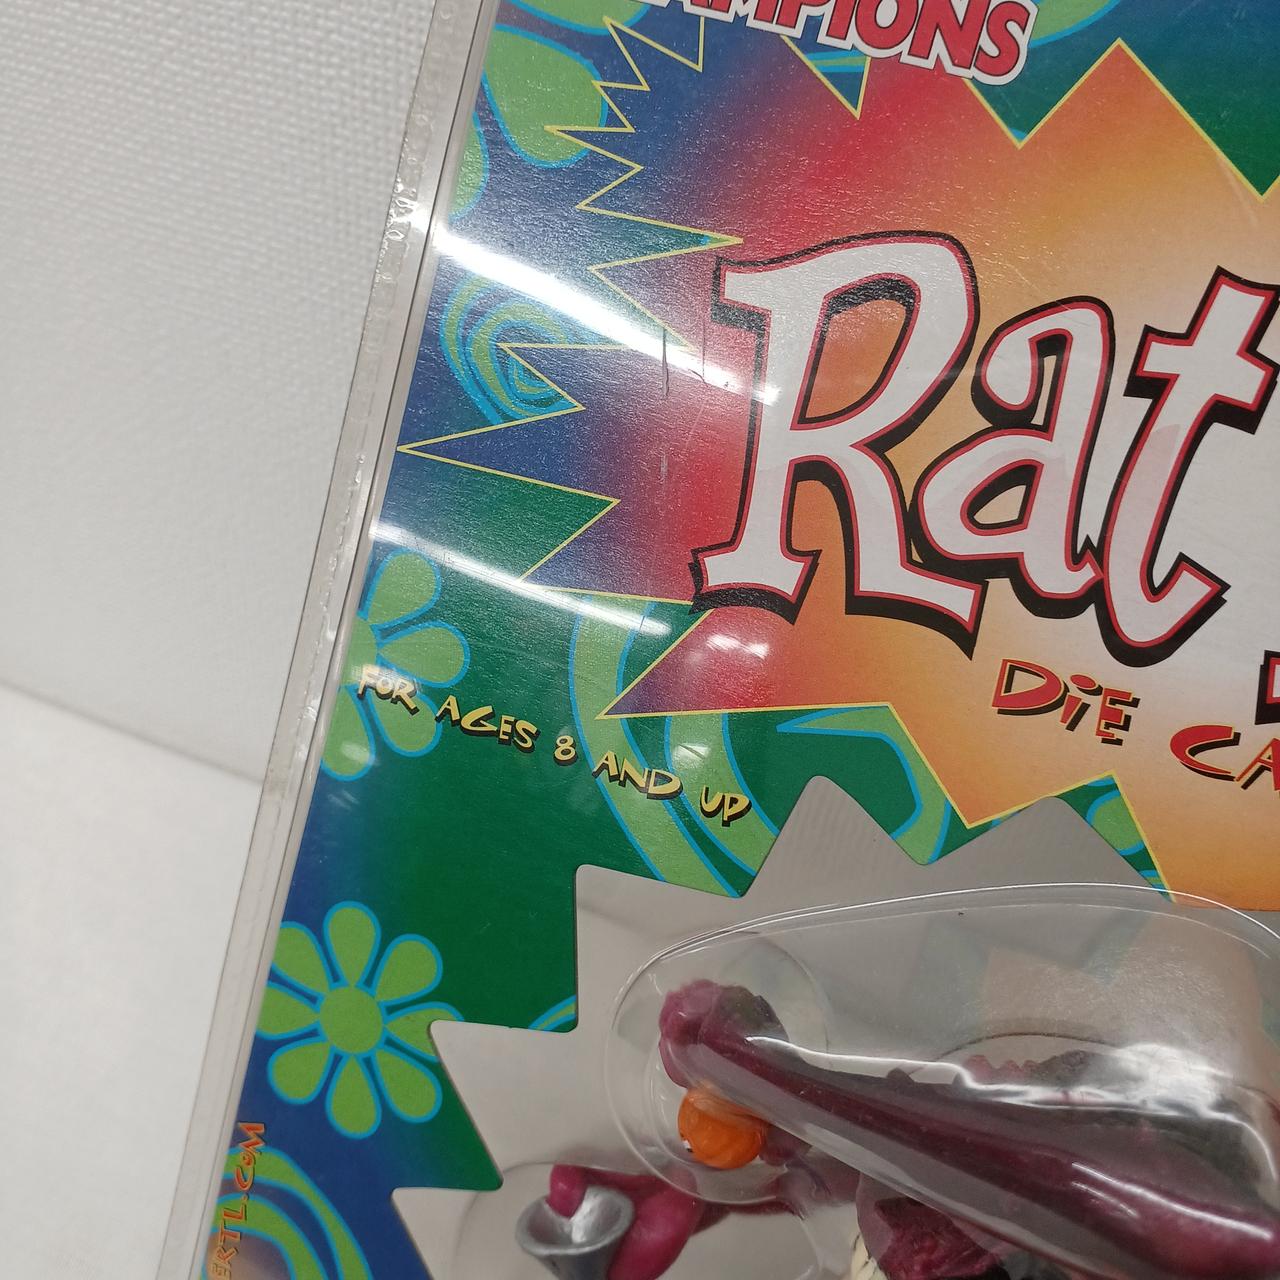 AMPIONS
Rat
DiE CA
FOR AGES 8 AND UP
ERTL.COM